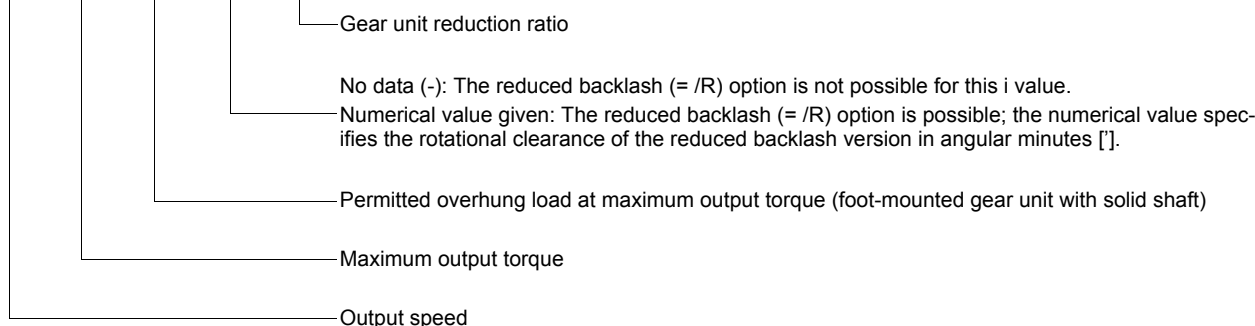 Gear unit reduction ratio
No data (-): The reduced backlash (= /R) option is not possible for this i value.
Numerical value given: The reduced backlash (= /R) option is possible; the numerical value spec-
ifies the rotational clearance of the reduced backlash version in angular minutes ['].
Permitted overhung load at maximum output torque (foot-mounted gear unit with solid shaft)
Maximum output torque
Output speed